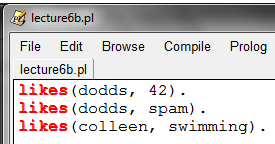 lecture6b.pl
File Edit Browse Compile Prolog
lecture6b.pl
likes(dodds, 42).
likes(dodds, spam).
likes(colleen, swimming).